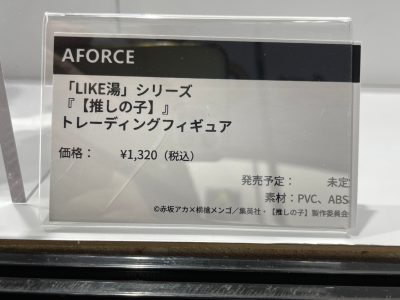 AFORCE
「LIKE湯」シリーズ
『【推しの子】』
トレーディングフィギュア
価格： ¥1,320（税込）
発売予定： 未定
素材：PVC、ABS
©赤坂アカ×横槍メンゴ／集英社・【推しの子】製作委員会